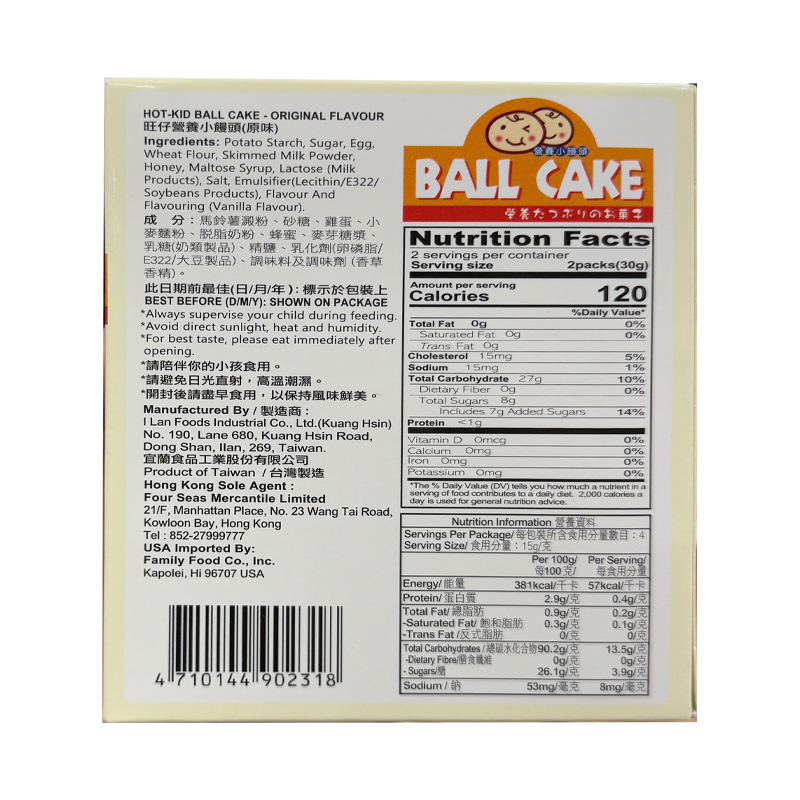 HOT-KID BALL CAKE - ORIGINAL FLAVOUR
旺仔營養小饅頭(原味)
Ingredients: Potato Starch, Sugar, Egg,
Wheat Flour, Skimmed Milk Powder,
Honey, Maltose Syrup, Lactose (Milk
Products), Salt, Emulsifier(Lecithin/E322/
Soybeans Products), Flavour And
Flavouring (Vanilla Flavour).
成 分：馬鈴薯澱粉、砂糖、雞蛋、小
麥麵粉、脱脂奶粉、蜂蜜、麥芽糖漿、
乳糖(奶類製品)、精鹽、乳化劑(卵磷脂/
E322/大豆製品)、調味料及調味劑 (香草
香精)。
此日期前最佳(日/月/年)：標示於包裝上
BEST BEFORE (D/M/Y): SHOWN ON PACKAGE
*Always supervise your child during feeding.
*Avoid direct sunlight, heat and humidity.
*For best taste, please eat immediately after
opening.
*請陪伴你的小孩食用。
*請避免日光直射，高溫潮濕。
*開封後請盡早食用，以保持風味鮮美。
Manufactured By / 製造商：
I Lan Foods Industrial Co., Ltd.(Kuang Hsin)
No. 190, Lane 680, Kuang Hsin Road,
Dong Shan, Ilan, 269, Taiwan.
宜蘭食品工業股份有限公司
Product of Taiwan / 台灣製造
Hong Kong Sole Agent :
Four Seas Mercantile Limited
21/F, Manhattan Place, No. 23 Wang Tai Road,
Kowloon Bay, Hong Kong
Tel : 852-27999777
USA Imported By:
Family Food Co., Inc.
Kapolei, Hi 96707 USA
4 710144 902318
營養小饅頭
BALL CAKE
栄養たっぷりのお菓子
Nutrition Facts
2 servings per container
Serving size 2packs(30g)
Amount per serving
Calories 120
%Daily Value*
Total Fat 0g 0%
Saturated Fat 0g 0%
Trans Fat 0g
Cholesterol 15mg 5%
Sodium 15mg 1%
Total Carbohydrate 27g 10%
Dietary Fiber 0g 0%
Total Sugars 8g
Includes 7g Added Sugars 14%
Protein <1g
Vitamin D 0mcg 0%
Calcium 0mg 0%
Iron 0mg 0%
Potassium 0mg 0%
*The % Daily Value (DV) tells you how much a nutrient in a
serving of food contributes to a daily diet. 2,000 calories a
day is used for general nutrition advice.
Nutrition Information 營養資料
Servings Per Package/每包裝所含食用分量數目：4
Serving Size/ 食用分量：15g/克
Per 100g/ Per Serving/
每100克/ 每食用分量
Energy/能量 381kcal/千卡 57kcal/千卡
Protein/蛋白質 2.9g/克 0.4g/克
Total Fat/總脂肪 0.9g/克 0.2g/克
-Saturated Fat/ 飽和脂肪 0.3g/克 0.1g/克
-Trans Fat /反式脂肪 0/克 0/克
Total Carbohydrates /總碳水化合物 90.2g/克 13.5g/克
-Dietary Fibre/膳食纖維 0g/克 0g/克
- Sugars/糖 26.1g/克 3.9g/克
Sodium / 鈉 53mg/毫克 8mg/毫克